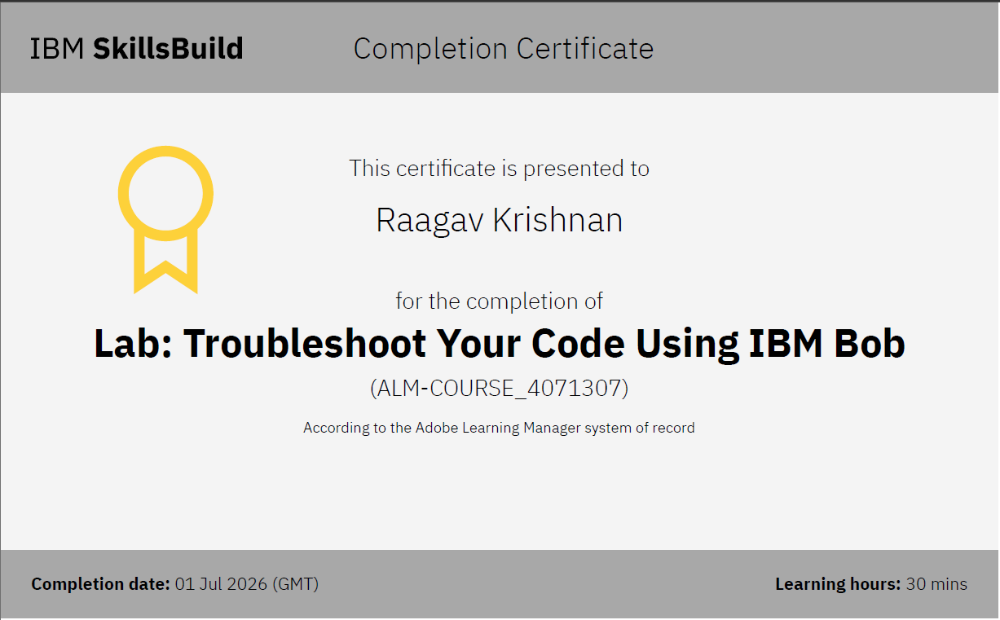 IBM SkillsBuild
Completion Certificate
This certificate is presented to
Raagav Krishnan
for the completion of
Lab: Troubleshoot Your Code Using IBM Bob
(ALM-COURSE_4071307)
According to the Adobe Learning Manager system of record
Completion date: 01 Jul 2026 (GMT)
Learning hours: 30 mins